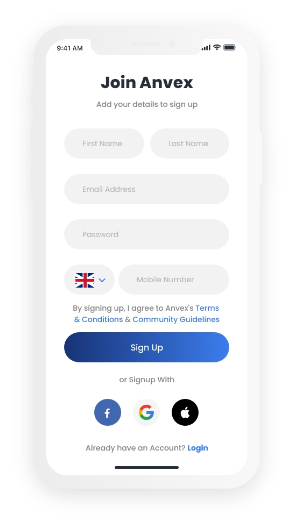 9:41 AM
Join Anvex
Add your details to sign up
First Name
Last Name
Email Address
Password
Mobile Number
By signing up, I agree to Anvex's Terms
& Conditions & Community Guidelines
Sign Up
or Signup With
Already have an Account? Login